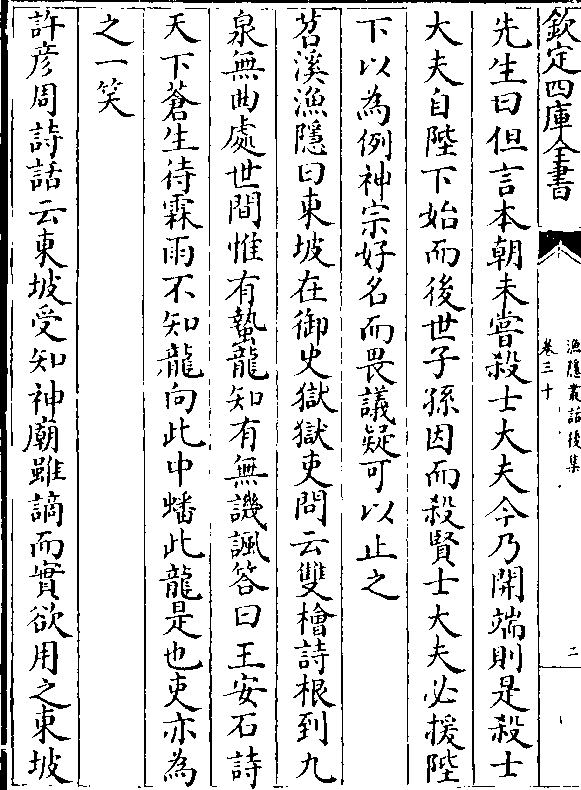 欽定四庫全書
漁隱叢話後集
卷三十
二
先生曰但言本朝未嘗殺士大夫今乃開端則是殺士
大夫自陛下始而後世子孫因而殺賢士大夫必援陛
下以為例神宗好名而畏議疑可以止之
苕溪漁隱曰東坡在御史獄獄吏問云雙檜詩根到九
泉無曲處世間惟有蟄龍知有無譏諷答曰王安石詩
天下蒼生待霖雨不知龍向此中蟠此龍是也吏亦為
之一笑
許彦周詩話云東坡受知神廟雖謫而實欲用之東坡